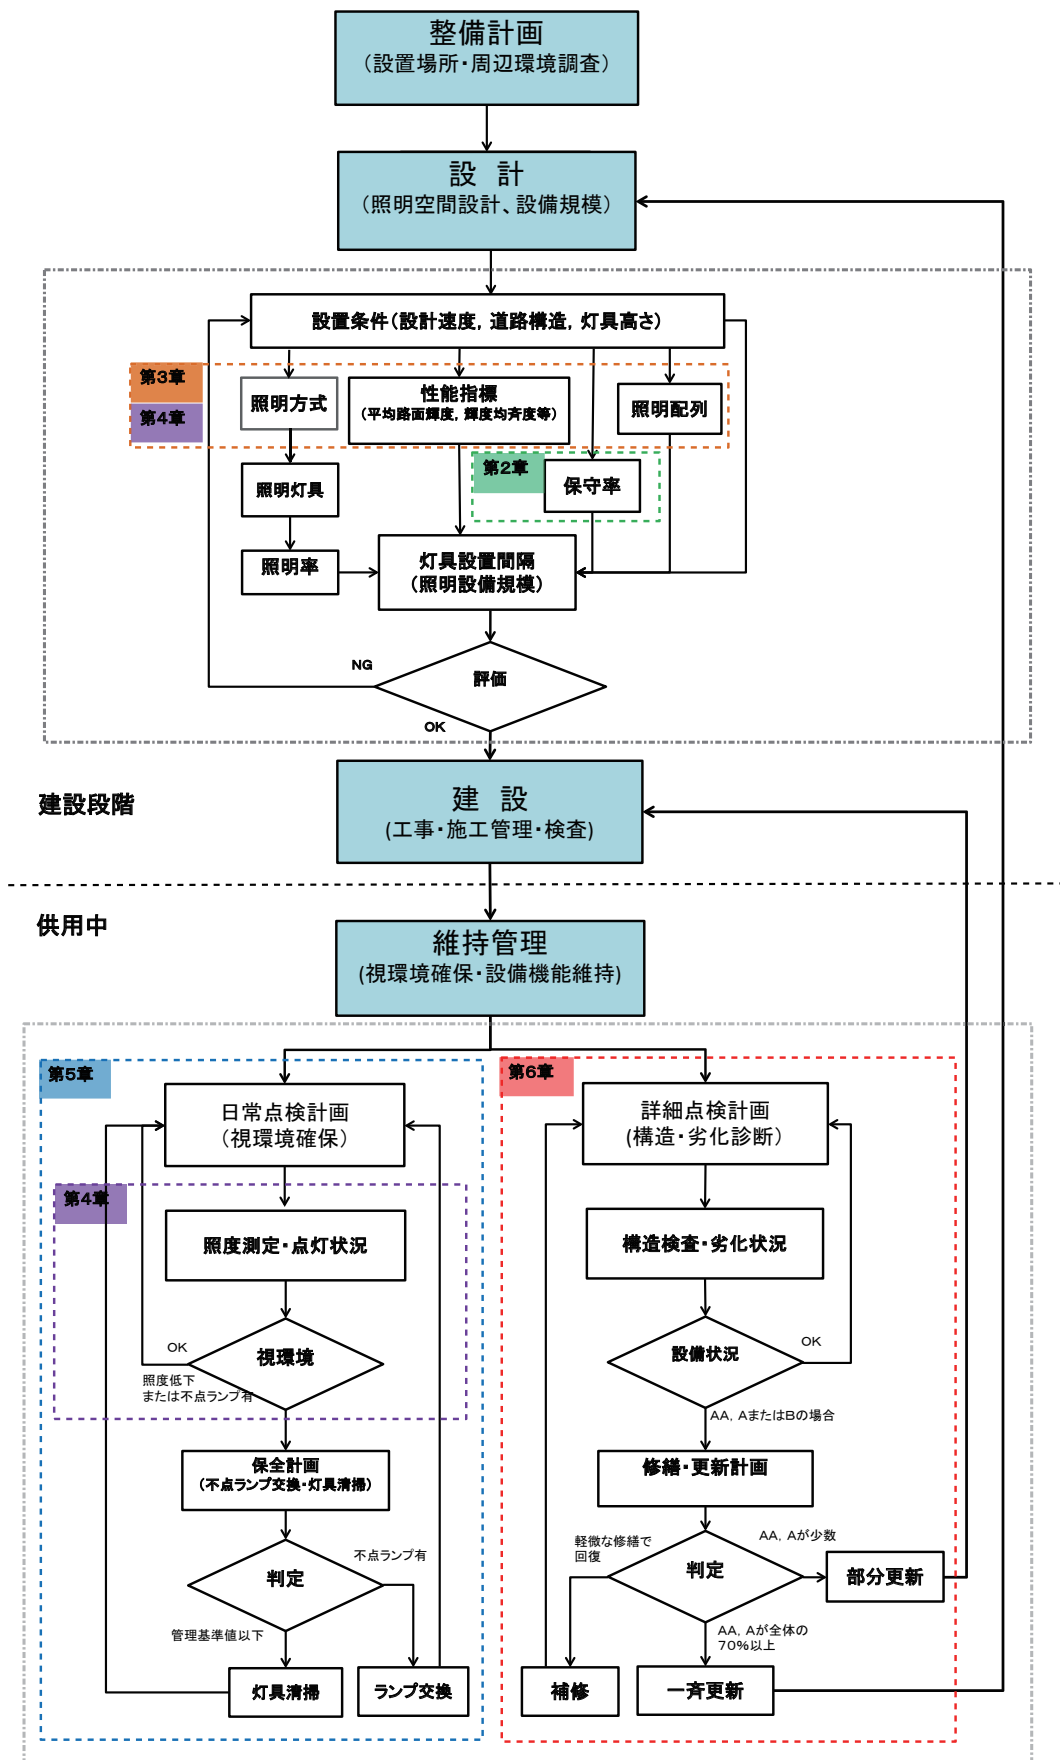 整備計画
（設置場所・周辺環境調査）
設 計
（照明空間設計、設備規模）
設置条件（設計速度，道路構造，灯具高さ）
第3章
第4章
照明方式
性能指標
（平均路面輝度，輝度均斉度等）
照明配列
第2章
保守率
照明灯具
照明率
灯具設置間隔
（照明設備規模）
NG
評価
OK
建設段階
建 設
(工事・施工管理・検査)
供用中
維持管理
(視環境確保・設備機能維持)
第5章
日常点検計画
（視環境確保）
第4章
照度測定・点灯状況
OK
視環境
照度低下
または不点ランプ有
保全計画
（不点ランプ交換・灯具清掃）
不点ランプ有
判定
管理基準値以下
灯具清掃
ランプ交換
第6章
詳細点検計画
(構造・劣化診断）
構造検査・劣化状況
OK
設備状況
AA，AまたはBの場合
修繕・更新計画
軽微な修繕で
回復
AA，Aが少数
判定
部分更新
AA，Aが全体の
70%以上
補修
一斉更新